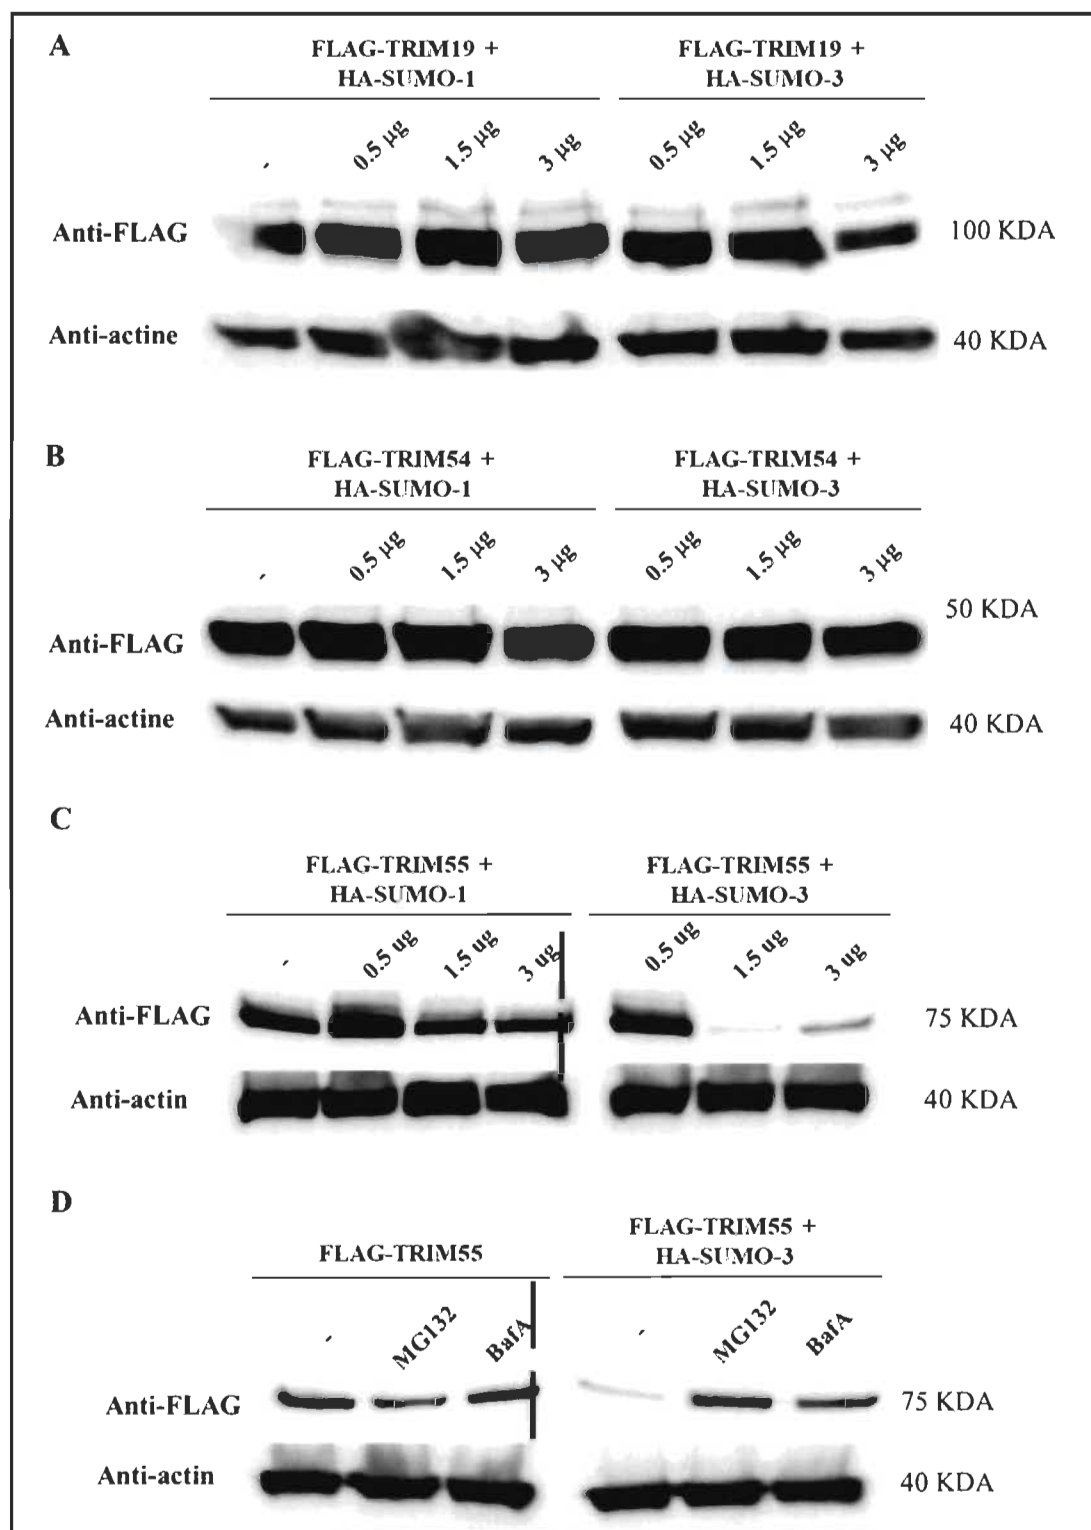 A
FLAG-TRIM19 +
HA-SUMO-1
FLAG-TRIM19 +
HA-SUMO-3
-
0.5 µg
1.5 µg
3 µg
0.5 µg
1.5 µg
3 µg
Anti-FLAG
100 KDA
Anti-actine
40 KDA
B
FLAG-TRIM54 +
HA-SUMO-1
FLAG-TRIM54 +
HA-SUMO-3
-
0.5 µg
1.5 µg
3 µg
0.5 µg
1.5 µg
3 µg
50 KDA
Anti-FLAG
Anti-actine
40 KDA
C
FLAG-TRIM55 +
HA-SUMO-1
FLAG-TRIM55 +
HA-SUMO-3
-
0.5 ug
1.5 ug
3 ug
0.5 ug
1.5 ug
3 ug
Anti-FLAG
75 KDA
Anti-actin
40 KDA
D
FLAG-TRIM55
FLAG-TRIM55 +
HA-SUMO-3
-
MG132
BafA
-
MG132
BafA
Anti-FLAG
75 KDA
Anti-actin
40 KDA